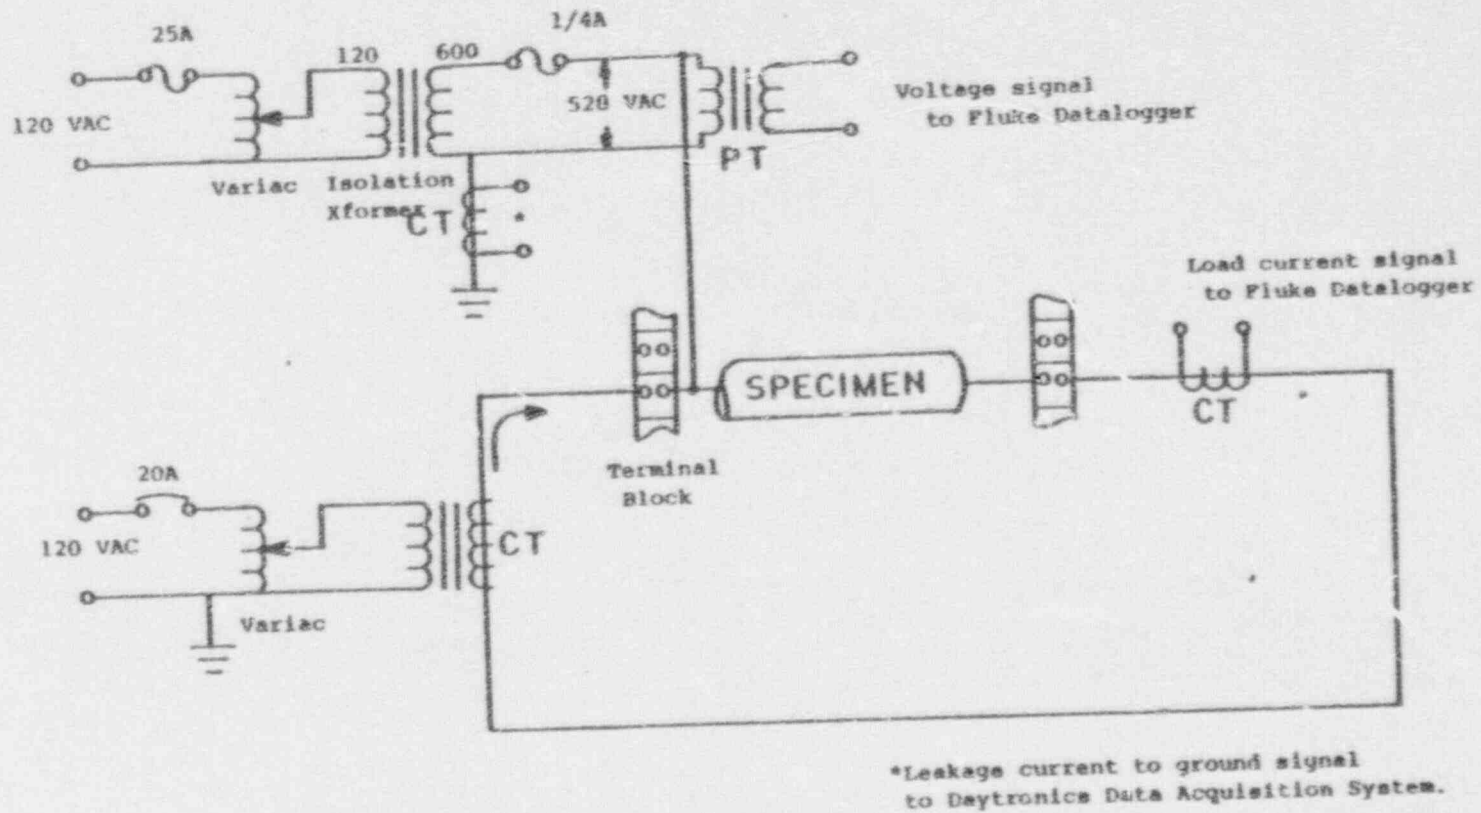 25A
1/4A
120
600
120 VAC
520 VAC
Voltage signal
to Fluke Datalogger
PT
Variac
Isolation
Xformer
CT
*
Load current signal
to Fluke Datalogger
SPECIMEN
CT
Terminal
Block
20A
120 VAC
CT
Variac
*Leakage current to ground signal
to Daytronics Data Acquisition System.